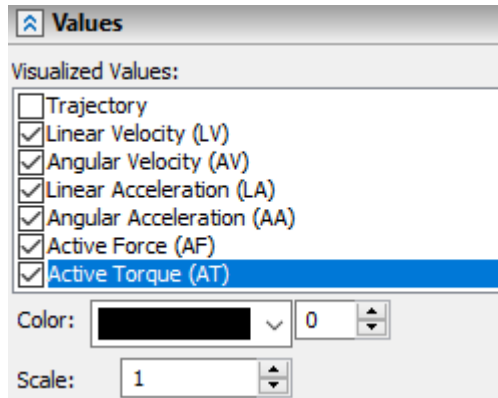 Values
Visualized Values:
Trajectory
Linear Velocity (LV)
Angular Velocity (AV)
Linear Acceleration (LA)
Angular Acceleration (AA)
Active Force (AF)
Active Torque (AT)
Color: 0
Scale: 1